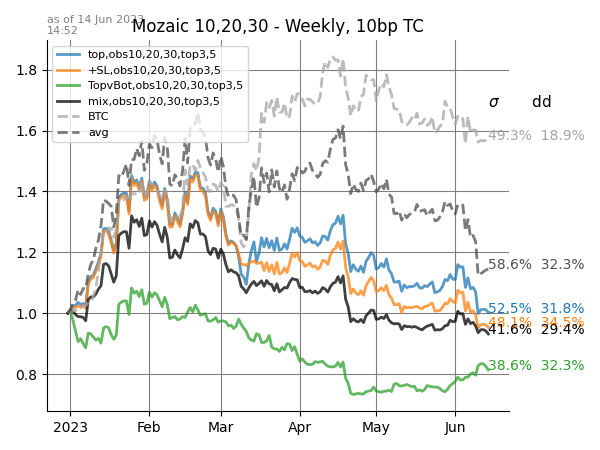 as of 14 Jun 2023
14:52
Mozaic 10,20,30 - Weekly, 10bp TC
top,obs10,20,30,top3,5
+SL,obs10,20,30,top3,5
TopvBot,obs10,20,30,top3,5
mix,obs10,20,30,top3,5
BTC
avg
σ dd
49.3% 18.9%
58.6% 32.3%
52.5% 31.8%
48.1% 34.5%
41.6% 29.4%
38.6% 32.3%
1.8
1.6
1.4
1.2
1.0
0.8
2023 Feb Mar Apr May Jun